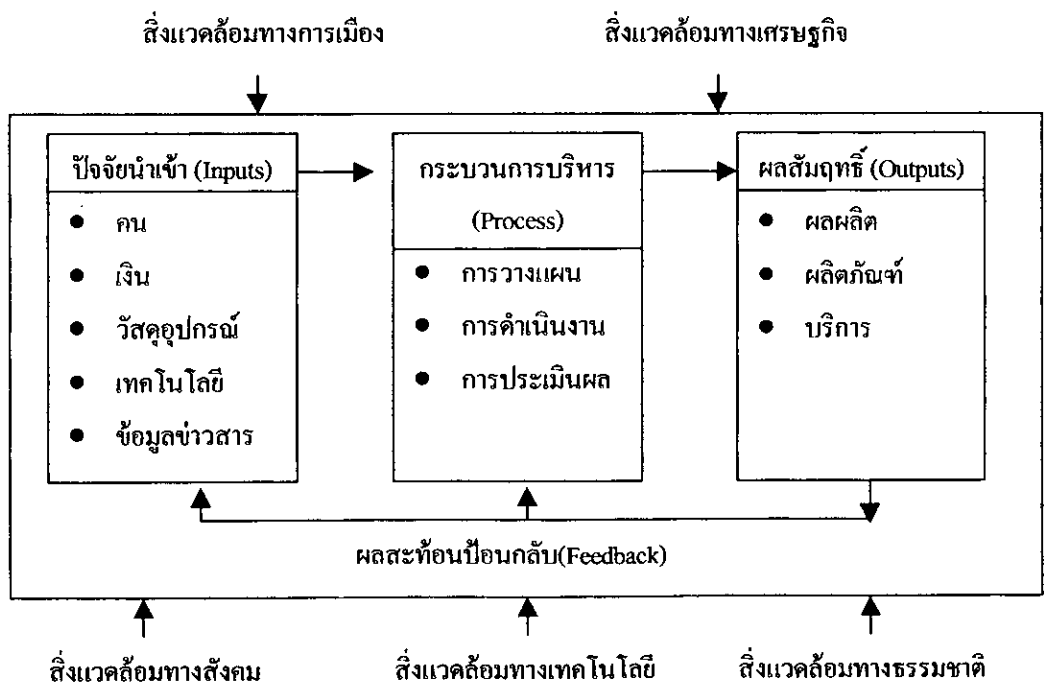 สิ่งแวดล้อมทางการเมือง
สิ่งแวดล้อมทางเศรษฐกิจ
ปัจจัยนำเข้า (Inputs)
● คน
● เงิน
● วัสดุอุปกรณ์
● เทคโนโลยี
● ข้อมูลข่าวสาร
กระบวนการบริหาร
(Process)
● การวางแผน
● การดำเนินงาน
● การประเมินผล
ผลสัมฤทธิ์ (Outputs)
● ผลผลิต
● ผลิตภัณฑ์
● บริการ
ผลสะท้อนป้อนกลับ(Feedback)
สิ่งแวดล้อมทางสังคม
สิ่งแวดล้อมทางเทคโนโลยี
สิ่งแวดล้อมทางธรรมชาติ